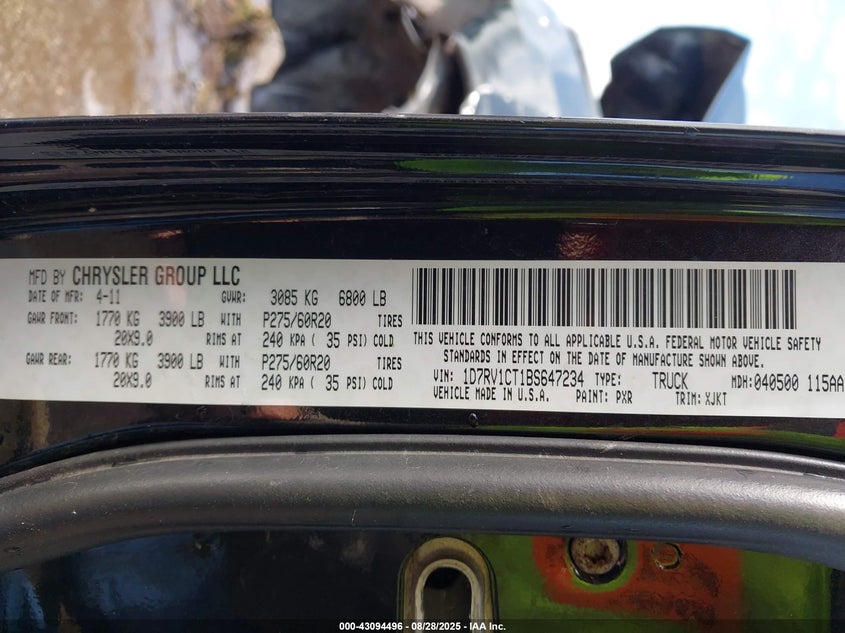 MFD BY CHRYSLER GROUP LLC
DATE OF MFR: 4-11 GVWR: 3085 KG 6800 LB
GAWR FRONT: 1770 KG 3900 LB WITH P275/60R20 TIRES
20X9.0 RIMS AT 240 KPA ( 35 PSI) COLD
GAWR REAR: 1770 KG 3900 LB WITH P275/60R20 TIRES
20X9.0 RIMS AT 240 KPA ( 35 PSI) COLD
THIS VEHICLE CONFORMS TO ALL APPLICABLE U.S.A. FEDERAL MOTOR VEHICLE SAFETY
STANDARDS IN EFFECT ON THE DATE OF MANUFACTURE SHOWN ABOVE.
VIN: 1D7RV1CT1BS647234 TYPE: TRUCK MDH:040500 115AA
VEHICLE MADE IN U.S.A. PAINT: PXR TRIM: XJKT
000-43094496 - 08/28/2025 - IAA Inc.